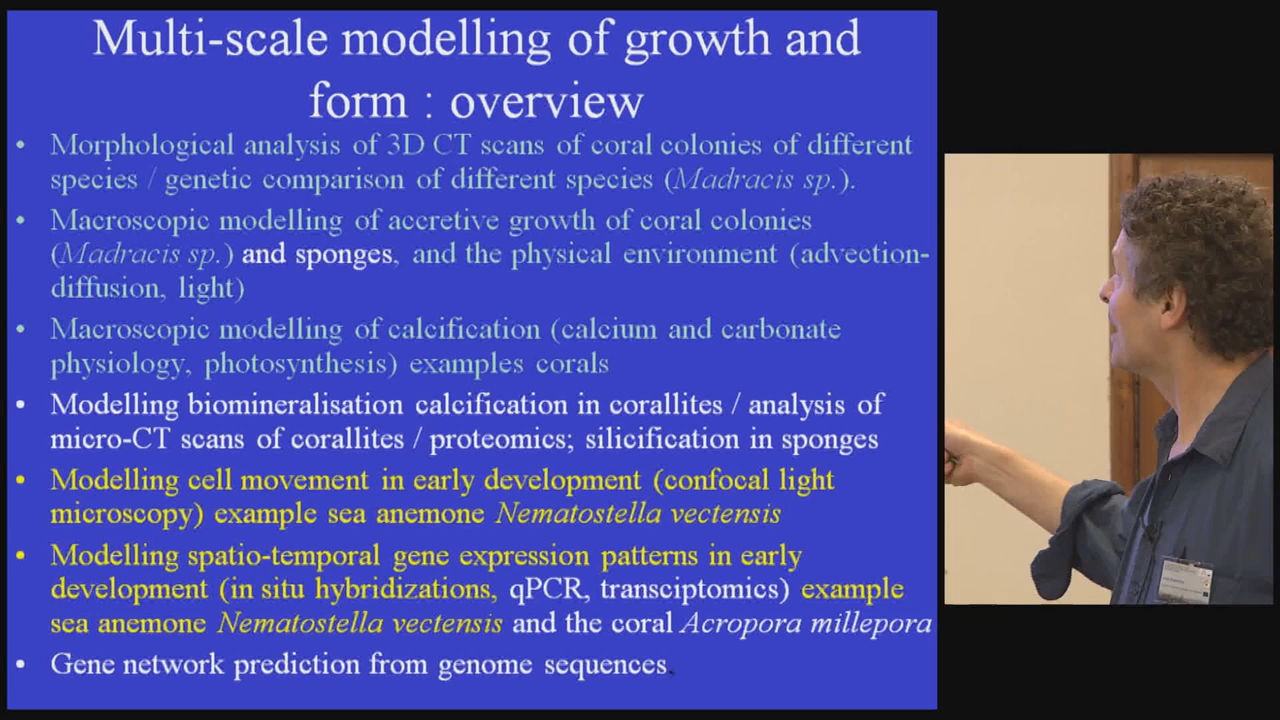 Multi-scale modelling of growth and
form : overview
• Morphological analysis of 3D CT scans of coral colonies of different
species / genetic comparison of different species (Madracis sp.).
• Macroscopic modelling of accretive growth of coral colonies
(Madracis sp.) and sponges, and the physical environment (advection-
diffusion, light)
• Macroscopic modelling of calcification (calcium and carbonate
physiology, photosynthesis) examples corals
• Modelling biomineralisation calcification in corallites / analysis of
micro-CT scans of corallites / proteomics; silicification in sponges
• Modelling cell movement in early development (confocal light
microscopy) example sea anemone Nematostella vectensis
• Modelling spatio-temporal gene expression patterns in early
development (in situ hybridizations, qPCR, transciptomics) example
sea anemone Nematostella vectensis and the coral Acropora millepora
• Gene network prediction from genome sequences.